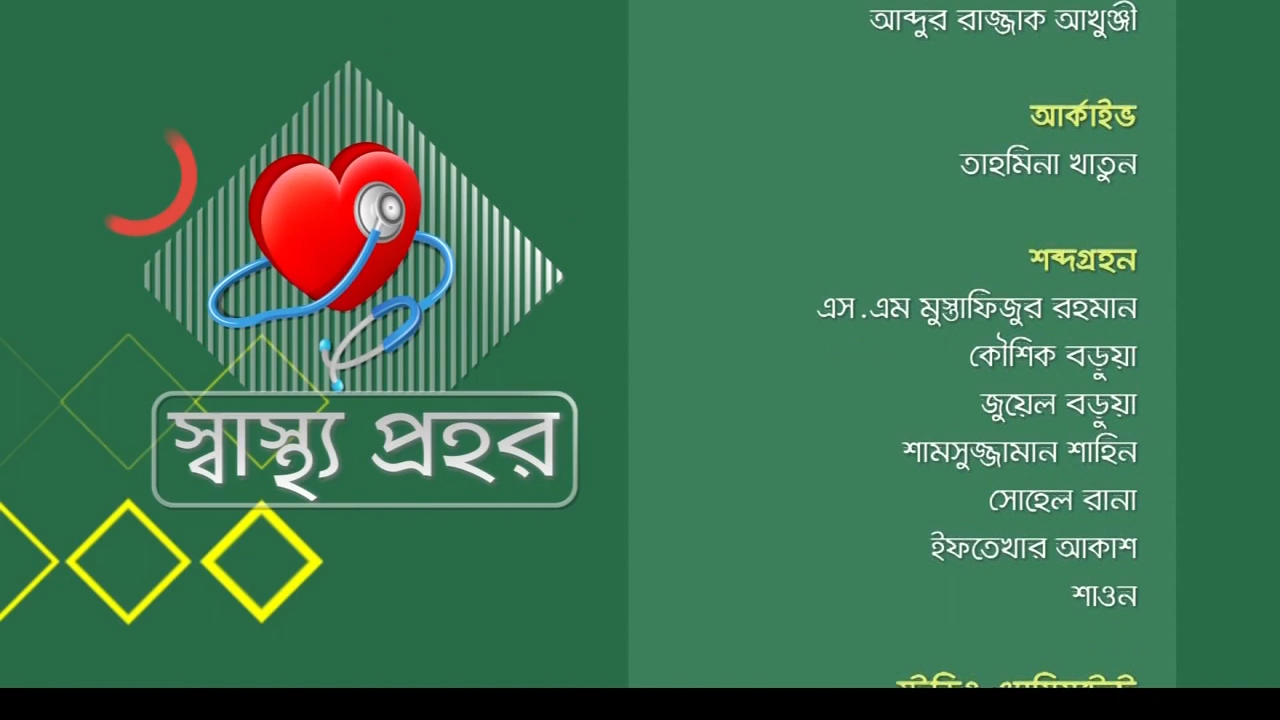 স্বাস্থ্য প্রহর
আব্দুর রাজ্জাক আখুঞ্জী
আর্কাইভ
তাহমিনা খাতুন
শব্দগ্রহন
এস.এম মুস্তাফিজুর রহমান
কৌশিক বড়ুয়া
জুয়েল বড়ুয়া
শামসুজ্জামান শাহিন
সোহেল রানা
ইফতেখার আকাশ
শাওন